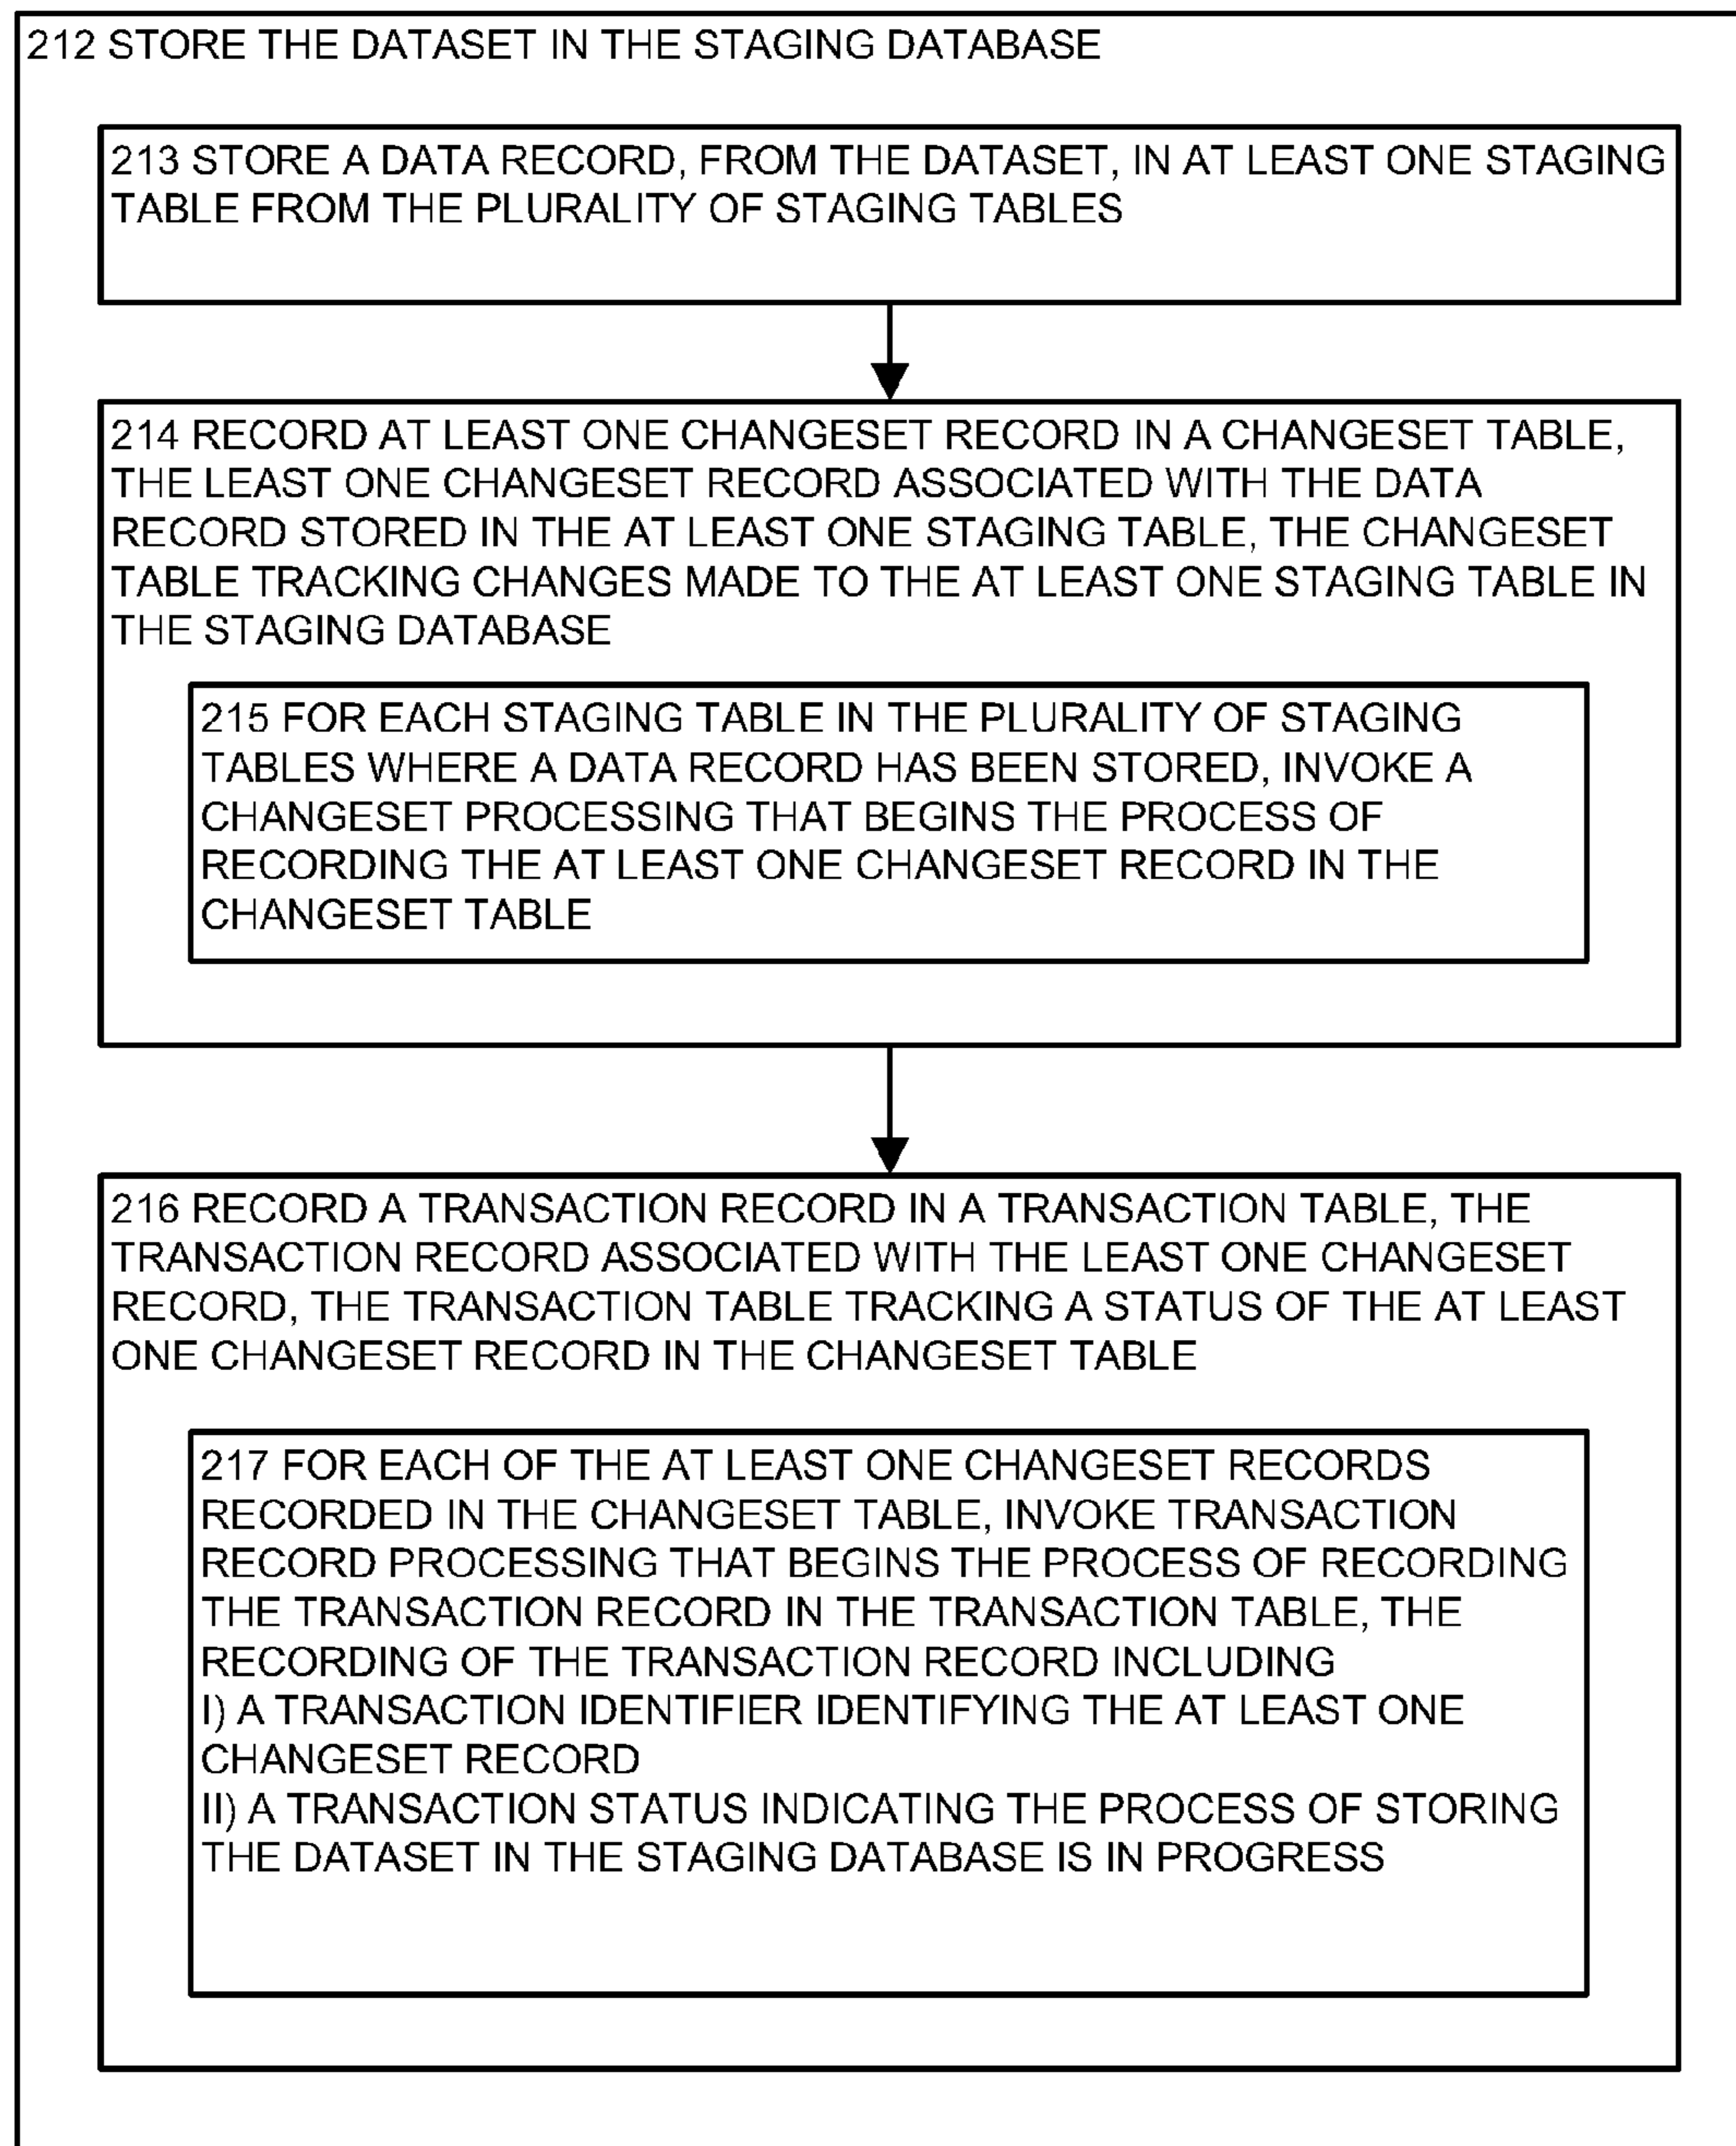 212 STORE THE DATASET IN THE STAGING DATABASE
213 STORE A DATA RECORD, FROM THE DATASET, IN AT LEAST ONE STAGING
TABLE FROM THE PLURALITY OF STAGING TABLES
214 RECORD AT LEAST ONE CHANGESET RECORD IN A CHANGESET TABLE,
THE LEAST ONE CHANGESET RECORD ASSOCIATED WITH THE DATA
RECORD STORED IN THE AT LEAST ONE STAGING TABLE, THE CHANGESET
TABLE TRACKING CHANGES MADE TO THE AT LEAST ONE STAGING TABLE IN
THE STAGING DATABASE
215 FOR EACH STAGING TABLE IN THE PLURALITY OF STAGING
TABLES WHERE A DATA RECORD HAS BEEN STORED, INVOKE A
CHANGESET PROCESSING THAT BEGINS THE PROCESS OF
RECORDING THE AT LEAST ONE CHANGESET RECORD IN THE
CHANGESET TABLE
216 RECORD A TRANSACTION RECORD IN A TRANSACTION TABLE, THE
TRANSACTION RECORD ASSOCIATED WITH THE LEAST ONE CHANGESET
RECORD, THE TRANSACTION TABLE TRACKING A STATUS OF THE AT LEAST
ONE CHANGESET RECORD IN THE CHANGESET TABLE
217 FOR EACH OF THE AT LEAST ONE CHANGESET RECORDS
RECORDED IN THE CHANGESET TABLE, INVOKE TRANSACTION
RECORD PROCESSING THAT BEGINS THE PROCESS OF RECORDING
THE TRANSACTION RECORD IN THE TRANSACTION TABLE, THE
RECORDING OF THE TRANSACTION RECORD INCLUDING
I) A TRANSACTION IDENTIFIER IDENTIFYING THE AT LEAST ONE
CHANGESET RECORD
II) A TRANSACTION STATUS INDICATING THE PROCESS OF STORING
THE DATASET IN THE STAGING DATABASE IS IN PROGRESS